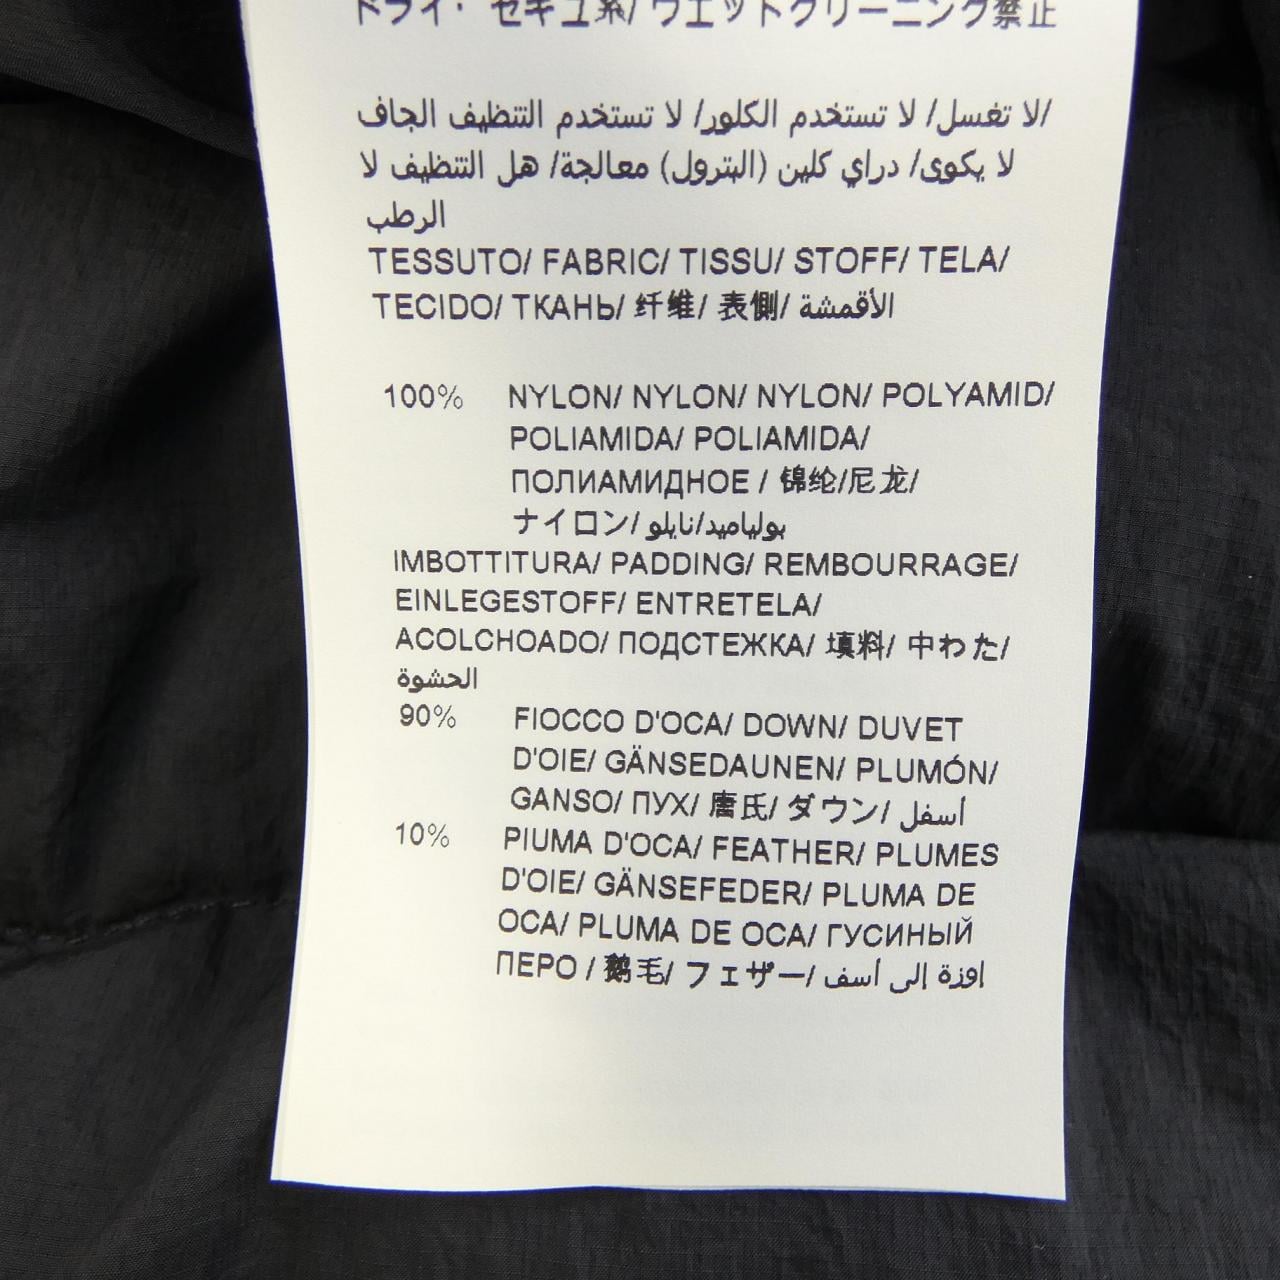 ドライ・セキユ系/ウエットクリーニング禁止
لا تغسل/ لا تستخدم الكلور/ لا تستخدم التنظيف الجاف/
لا يكوى/ دراي كلين (البترول) معالجة/ هل التنظيف لا
الرطب
TESSUTO/ FABRIC/ TISSU/ STOFF/ TELA/
TECIDO/ ТКАНЬ/ 纤维/ 表側/ الأقمشة
100% NYLON/ NYLON/ NYLON/ POLYAMID/
POLIAMIDA/ POLIAMIDA/
ПОЛИАМИДНОЕ / 锦纶/尼龙/
ナイロン/ بولياميد/نايلو
IMBOTTITURA/ PADDING/ REMBOURRAGE/
EINLEGESTOFF/ ENTRETELA/
ACOLCHOADO/ ПОДСТЕЖКА/ 填料/ 中わた/
الحشوة
90% FIOCCO D'OCA/ DOWN/ DUVET
D'OIE/ GÄNSEDAUNEN/ PLUMÓN/
GANSO/ ПУХ/ 唐氏/ ダウン/ أسفل
10% PIUMA D'OCA/ FEATHER/ PLUMES
D'OIE/ GÄNSEFEDER/ PLUMA DE
OCA/ PLUMA DE OCA/ ГУСИНЫЙ
ПЕРО / 鹅毛/ フェザー/ اوزة إلى أسف